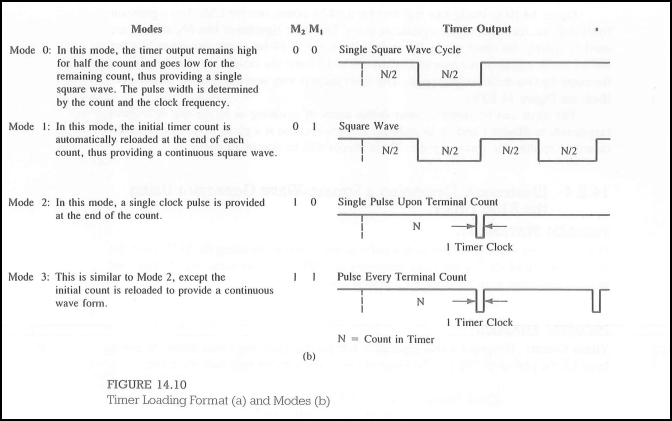 Modes M₂ M₁ Timer Output
Mode 0: In this mode, the timer output remains high 0 0 Single Square Wave Cycle
for half the count and goes low for the
remaining count, thus providing a single
square wave. The pulse width is determined
by the count and the clock frequency.
N/2 N/2
Mode 1: In this mode, the initial timer count is 0 1 Square Wave
automatically reloaded at the end of each
count, thus providing a continuous square wave.
N/2 N/2 N/2 N/2
Mode 2: In this mode, a single clock pulse is provided 1 0 Single Pulse Upon Terminal Count
at the end of the count.
N
1 Timer Clock
Mode 3: This is similar to Mode 2, except the 1 1 Pulse Every Terminal Count
initial count is reloaded to provide a continuous
wave form.
N
1 Timer Clock
N = Count in Timer
(b)
FIGURE 14.10
Timer Loading Format (a) and Modes (b)